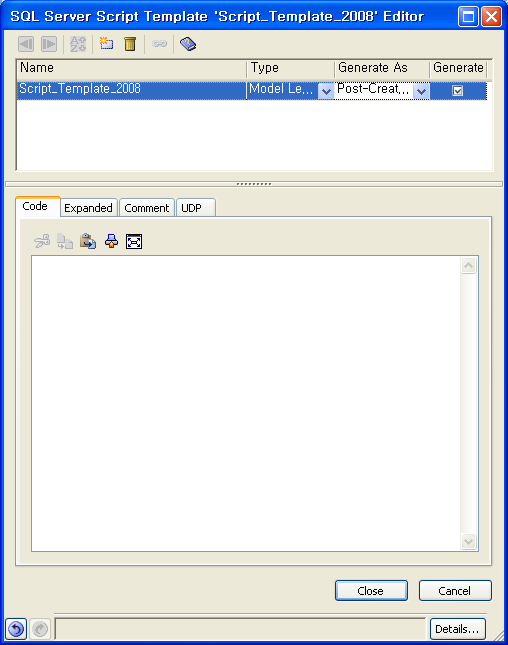 SQL Server Script Template 'Script_Template_2008' Editor
Name Type Generate As Generate
Script_Template_2008 Model Le... Post-Creat...
Code Expanded Comment UDP
Close Cancel
Details...